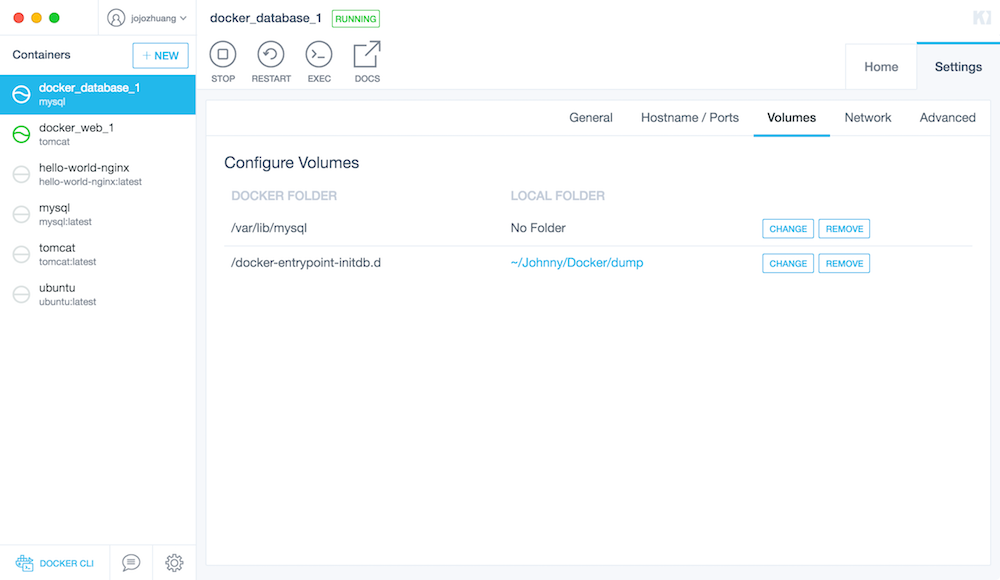 jojozhuang
Containers
+ NEW
docker_database_1
mysql
docker_web_1
tomcat
hello-world-nginx
hello-world-nginx:latest
mysql
mysql:latest
tomcat
tomcat:latest
ubuntu
ubuntu:latest
DOCKER CLI
docker_database_1 RUNNING
STOP RESTART EXEC DOCS
Home Settings
General Hostname / Ports Volumes Network Advanced
Configure Volumes
DOCKER FOLDER LOCAL FOLDER
/var/lib/mysql No Folder CHANGE REMOVE
/docker-entrypoint-initdb.d ~/Johnny/Docker/dump CHANGE REMOVE